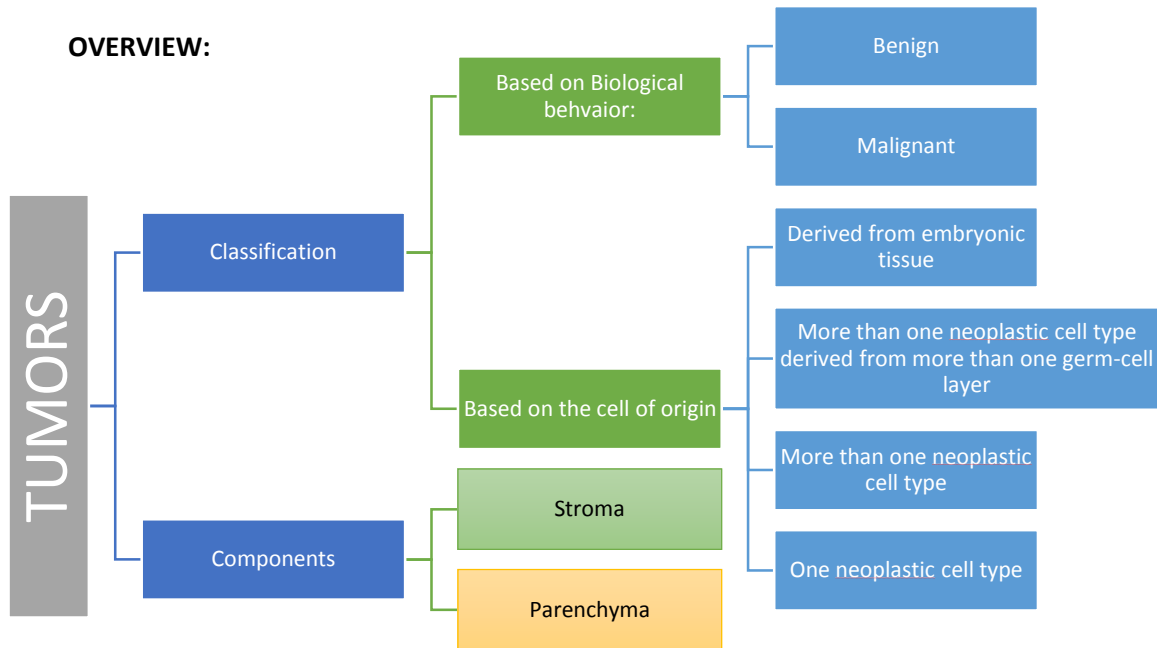 OVERVIEW:
TUMORS
Classification
Based on Biological
behvaior:
Benign
Malignant
Based on the cell of origin
Derived from embryonic
tissue
More than one neoplastic cell type
derived from more than one germ-cell
layer
More than one neoplastic
cell type
One neoplastic cell type
Components
Stroma
Parenchyma